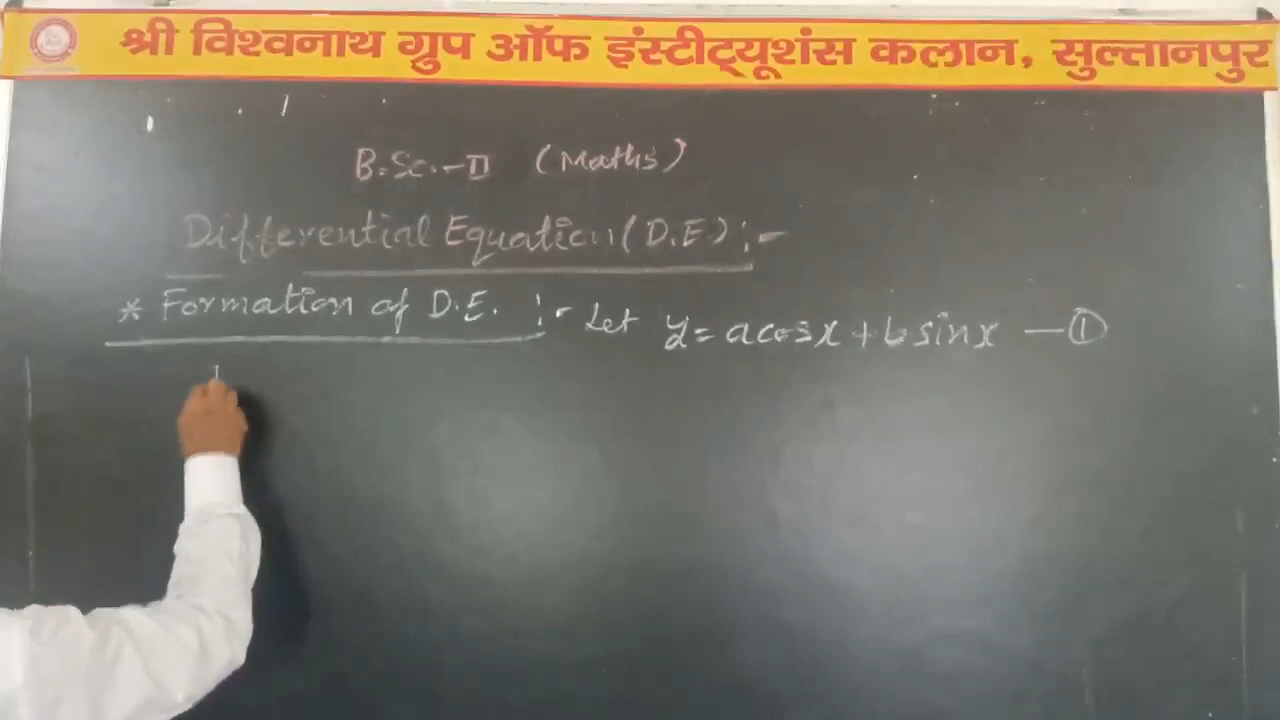 श्री विश्वनाथ ग्रुप ऑफ इंस्टीट्यूशंस कलान, सुल्तानपुर
B.Sc.-II (Maths)
Differential Equation (D.E.) :-
* Formation of D.E. :- Let y = a cos x + b sin x — ①